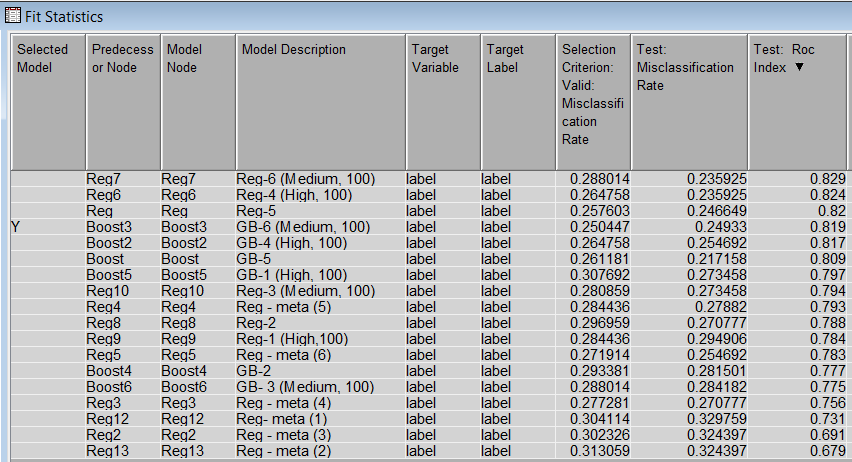 Fit Statistics
Selected Model | Predecess or Node | Model Node | Model Description | Target Variable | Target Label | Selection Criterion: Valid: Misclassifi cation Rate | Test: Misclassification Rate | Test: Roc Index ▼
Reg7 Reg7 Reg-6 (Medium, 100) label label 0.288014 0.235925 0.829
Reg6 Reg6 Reg-4 (High, 100) label label 0.264758 0.235925 0.824
Reg Reg Reg-5 label label 0.257603 0.246649 0.82
Y Boost3 Boost3 GB-6 (Medium, 100) label label 0.250447 0.24933 0.819
Boost2 Boost2 GB-4 (High, 100) label label 0.264758 0.254692 0.817
Boost Boost GB-5 label label 0.261181 0.217158 0.809
Boost5 Boost5 GB-1 (High, 100) label label 0.307692 0.273458 0.797
Reg10 Reg10 Reg-3 (Medium, 100) label label 0.280859 0.273458 0.794
Reg4 Reg4 Reg - meta (5) label label 0.284436 0.27882 0.793
Reg8 Reg8 Reg-2 label label 0.296959 0.270777 0.788
Reg9 Reg9 Reg-1 (High,100) label label 0.284436 0.294906 0.784
Reg5 Reg5 Reg - meta (6) label label 0.271914 0.254692 0.783
Boost4 Boost4 GB-2 label label 0.293381 0.281501 0.777
Boost6 Boost6 GB- 3 (Medium, 100) label label 0.288014 0.284182 0.775
Reg3 Reg3 Reg - meta (4) label label 0.277281 0.270777 0.756
Reg12 Reg12 Reg- meta (1) label label 0.304114 0.329759 0.731
Reg2 Reg2 Reg - meta (3) label label 0.302326 0.324397 0.691
Reg13 Reg13 Reg - meta (2) label label 0.313059 0.324397 0.679